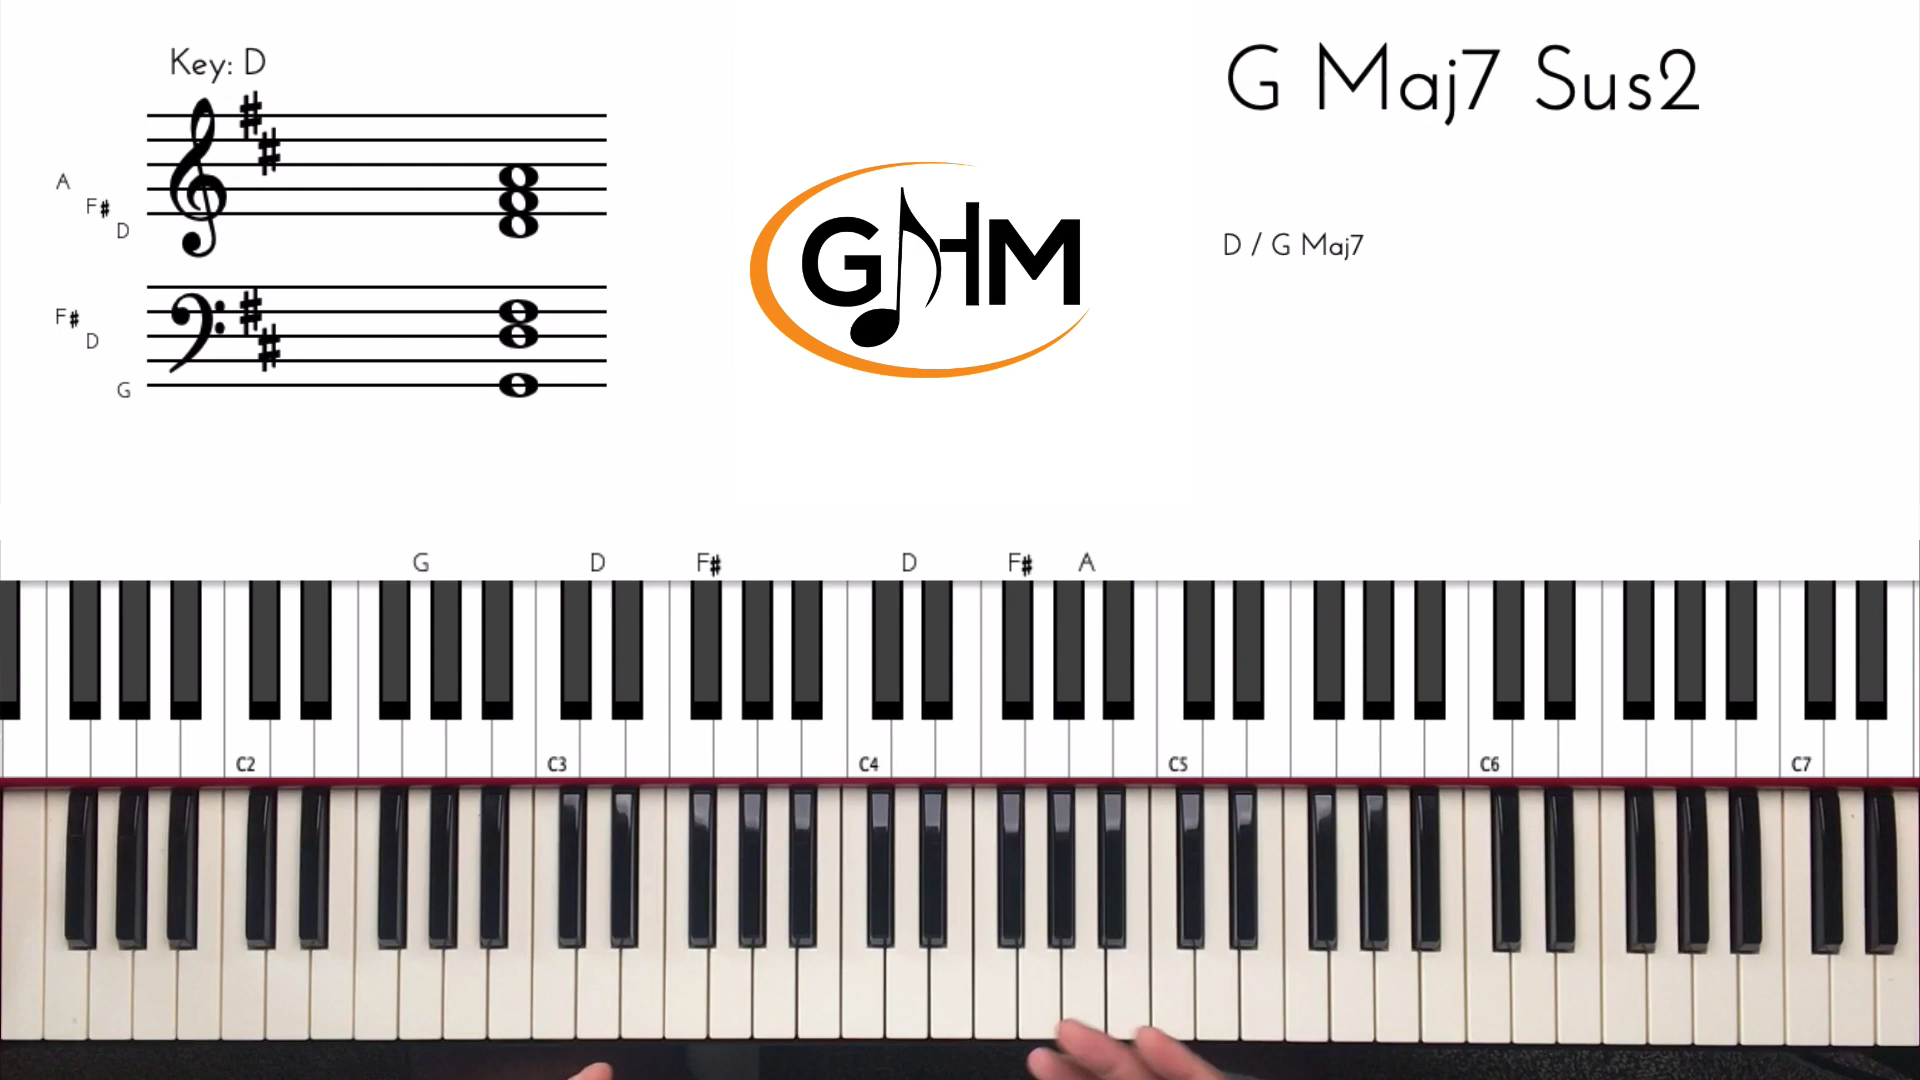 Key: D
G Maj7 Sus2
A
F#
D
D / G Maj7
F#
D
G
GHM
G D F# D F# A
C2 C3 C4 C5 C6 C7